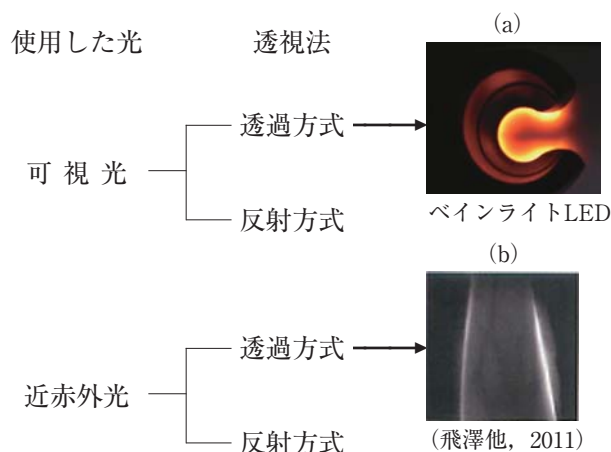 使用した光
透視法
(a)
可視光
透過方式
反射方式
ベインライトLED
(b)
近赤外光
透過方式
反射方式
(飛澤他，2011)